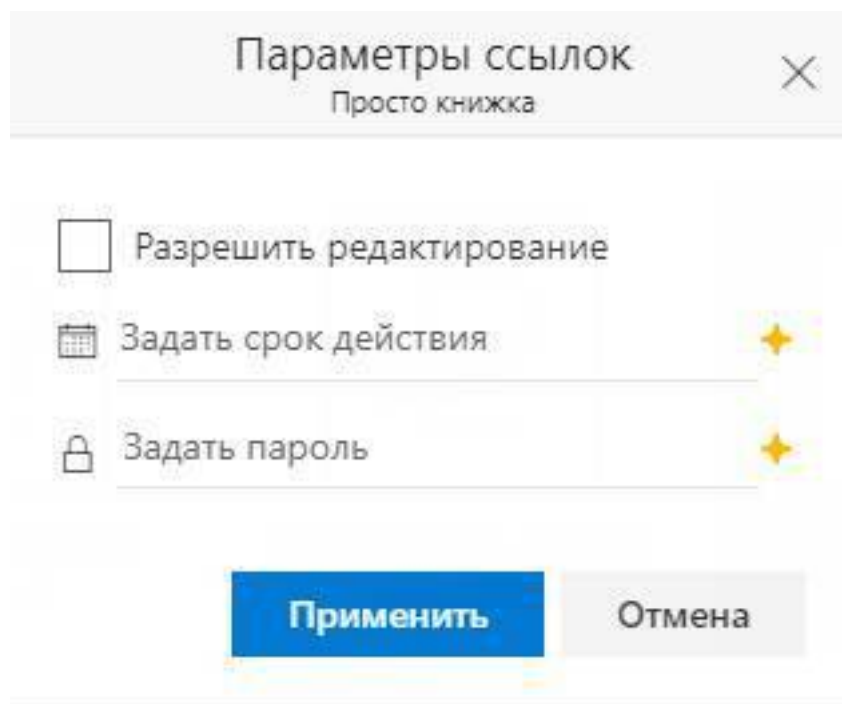 Параметры ссылок
Просто книжка
Разрешить редактирование
Задать срок действия
Задать пароль
Применить Отмена